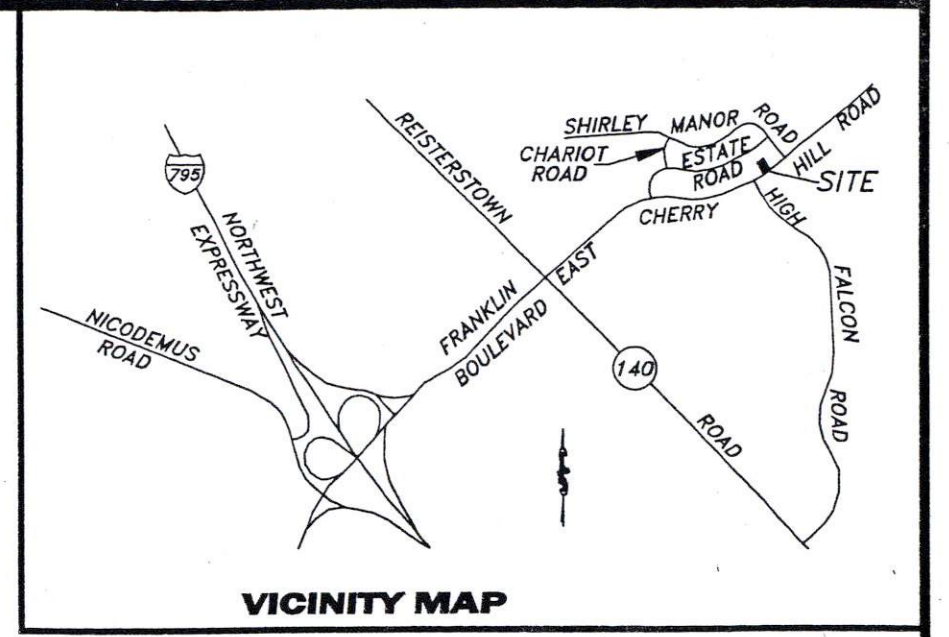 SHIRLEY MANOR ROAD
CHARIOT
ROAD
ESTATE
ROAD
CHERRY HILL ROAD
SITE
HIGH FALCON ROAD
REISTERSTOWN ROAD
140
795
NORTHWEST
EXPRESSWAY
NICODEMUS
ROAD
FRANKLIN
BOULEVARD EAST
VICINITY MAP